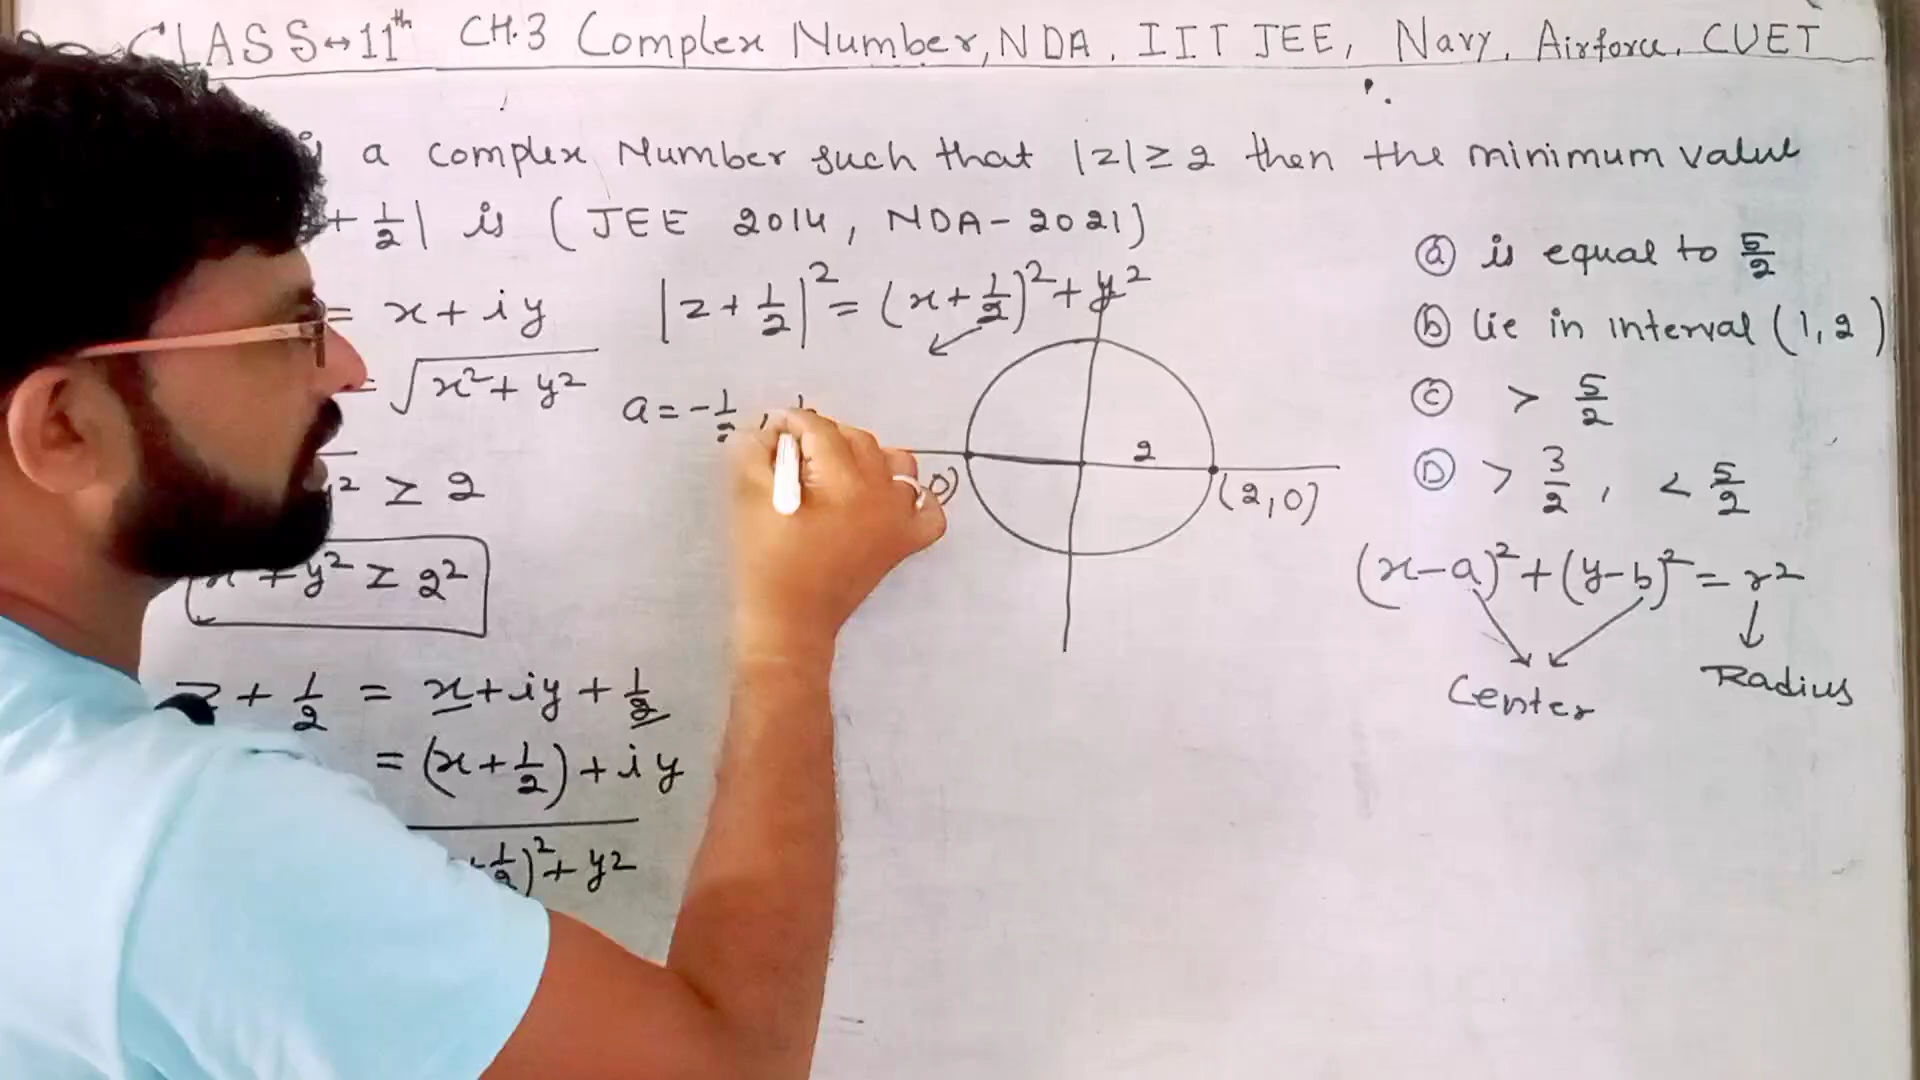 CLASS↔11th CH.3 Complex Number, NDA, IIT JEE, Navy, Airforce, CUET
a complex Number such that |z| ≥ 2 then the minimum value
+ 1/2| is (JEE 2014, NDA-2021)
= x+iy
= √x²+y²
y² ≥ 2
+y² ≥ 2²
z + 1/2 = x+iy+1/2
= (x+1/2)+iy
+1/2)²+y²
|z+1/2|² = (x+1/2)²+y²
a=-1/2,
2
0)
(2,0)
(a) is equal to 5/2
(b) lie in interval (1,2)
(c) > 5/2
(D) > 3/2, < 5/2
(x-a)²+(y-b)²=r²
Center
Radius